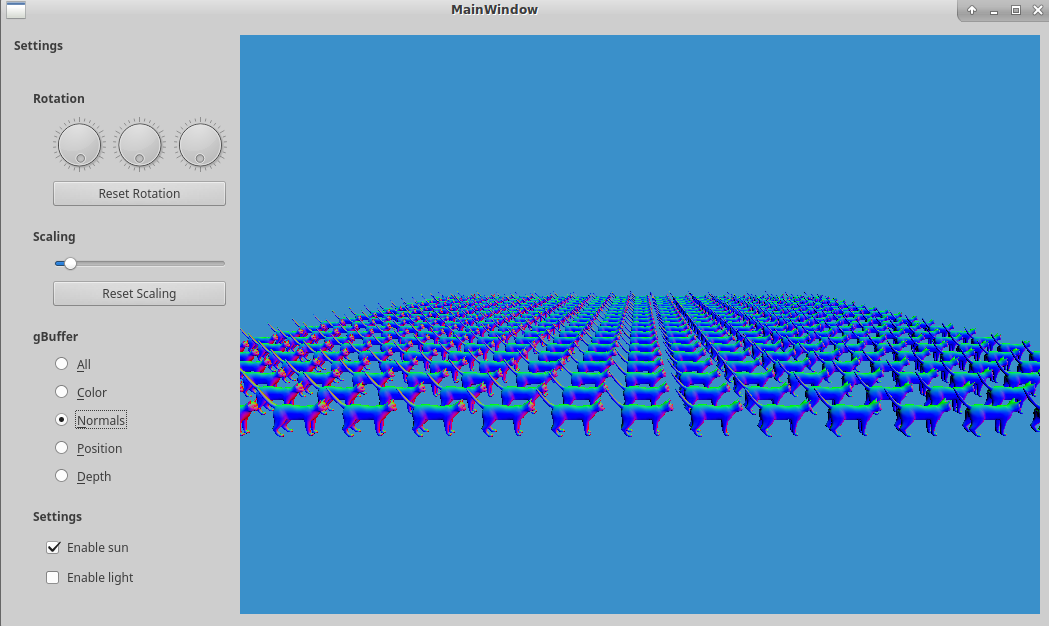 MainWindow
Settings
Rotation
Reset Rotation
Scaling
Reset Scaling
gBuffer
All
Color
Normals
Position
Depth
Settings
Enable sun
Enable light